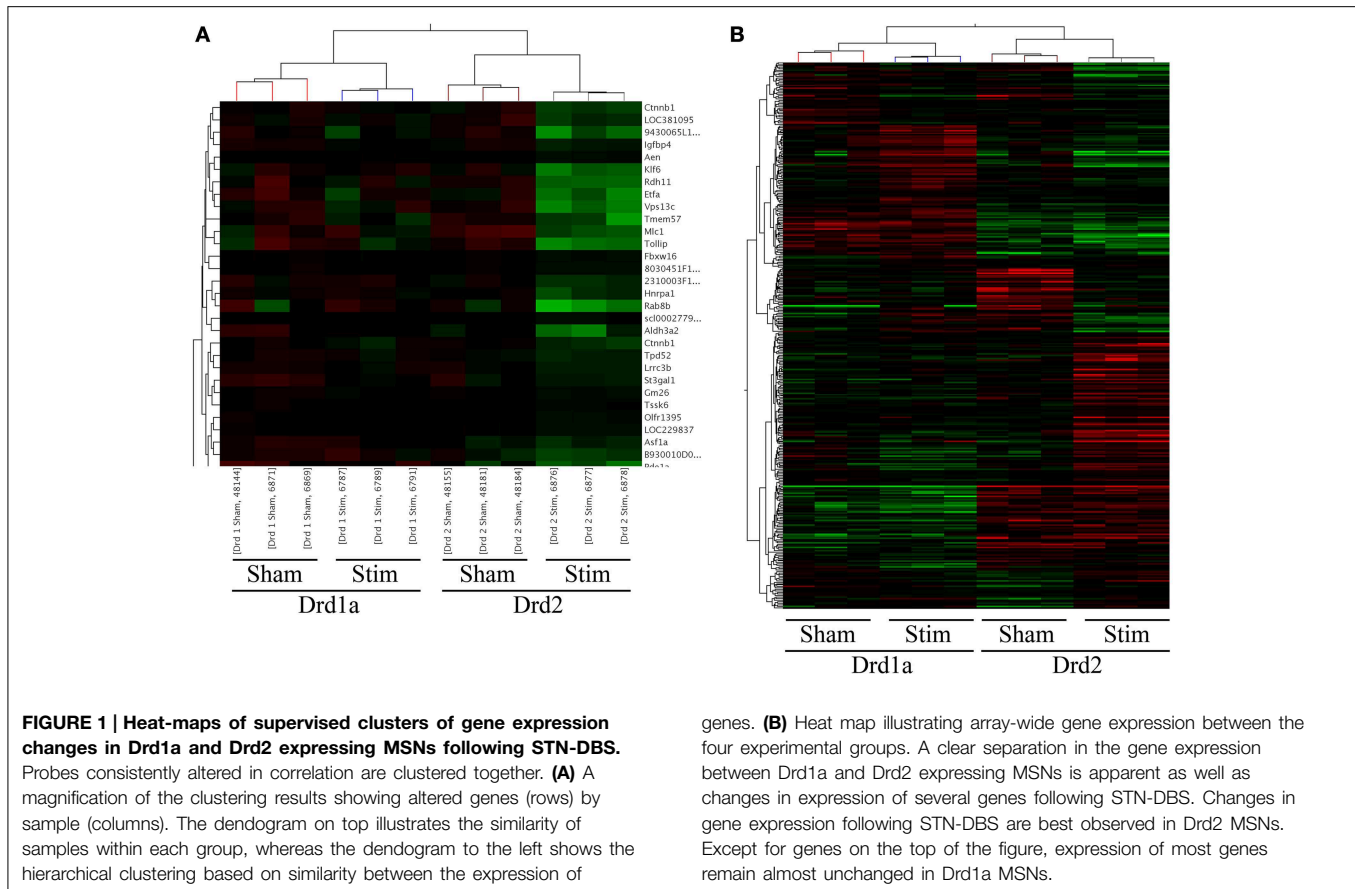 A
B
Ctnnb1
LOC381095
9430065L1...
Igfbp4
Aen
Klf6
Rdh11
Etfa
Vps13c
Tmem57
Mlc1
Tollip
Fbxw16
8030451F1...
2310003F1...
Hnrpa1
Rab8b
scl0002779...
Aldh3a2
Ctnnb1
Tpd52
Lrrc3b
St3gal1
Gm26
Tssk6
Olfr1395
LOC229837
Asf1a
B930010D0...
[Drd 1 Sham, 48144]
[Drd 1 Sham, 6871]
[Drd 1 Sham, 6869]
[Drd 1 Stim, 6787]
[Drd 1 Stim, 6789]
[Drd 1 Stim, 6791]
[Drd 2 Sham, 48155]
[Drd 2 Sham, 48181]
[Drd 2 Sham, 48184]
[Drd 2 Stim, 6876]
[Drd 2 Stim, 6877]
[Drd 2 Stim, 6878]
Sham Stim Sham Stim
Drd1a Drd2
Sham Stim Sham Stim
Drd1a Drd2
FIGURE 1 | Heat-maps of supervised clusters of gene expression
changes in Drd1a and Drd2 expressing MSNs following STN-DBS.
Probes consistently altered in correlation are clustered together. (A) A
magnification of the clustering results showing altered genes (rows) by
sample (columns). The dendogram on top illustrates the similarity of
samples within each group, whereas the dendogram to the left shows the
hierarchical clustering based on similarity between the expression of
genes. (B) Heat map illustrating array-wide gene expression between the
four experimental groups. A clear separation in the gene expression
between Drd1a and Drd2 expressing MSNs is apparent as well as
changes in expression of several genes following STN-DBS. Changes in
gene expression following STN-DBS are best observed in Drd2 MSNs.
Except for genes on the top of the figure, expression of most genes
remain almost unchanged in Drd1a MSNs.